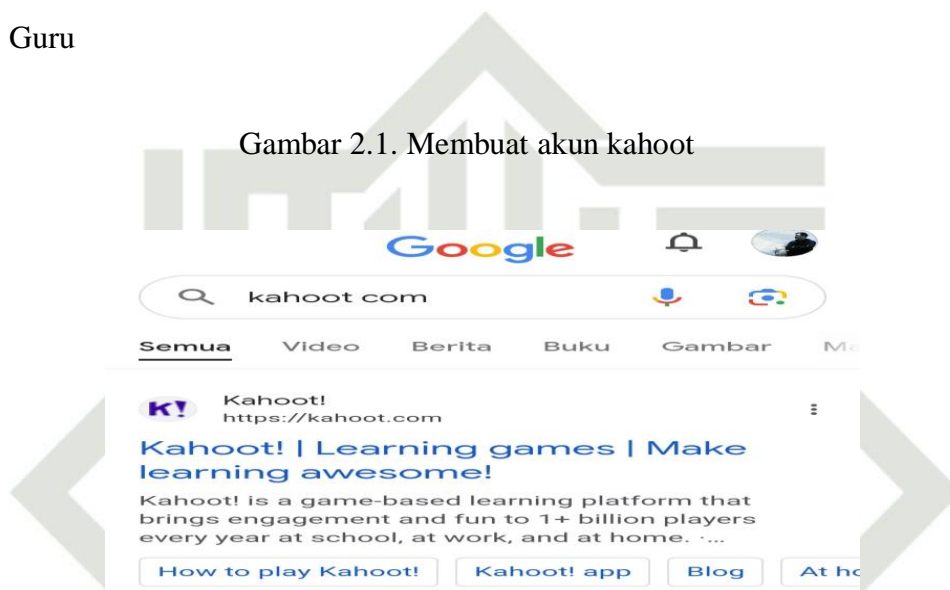 Guru
Gambar 2.1. Membuat akun kahoot
Google
kahoot com
Semua Video Berita Buku Gambar
K! Kahoot!
https://kahoot.com
Kahoot! | Learning games | Make
learning awesome!
Kahoot! is a game-based learning platform that
brings engagement and fun to 1+ billion players
every year at school, at work, and at home. ·...
How to play Kahoot! Kahoot! app Blog At